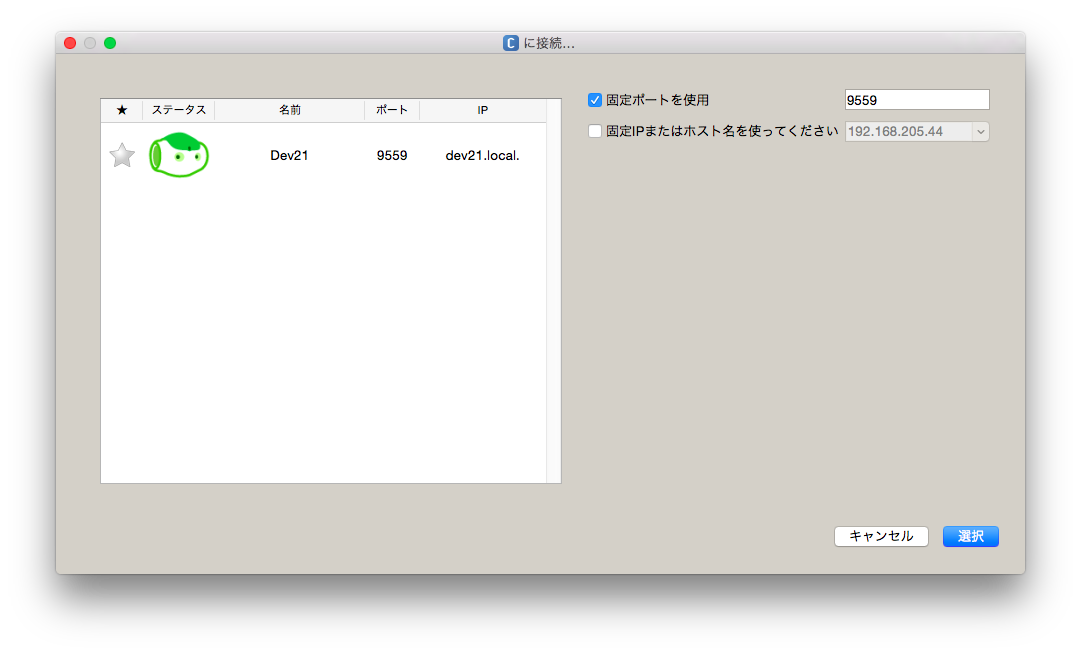 C に接続...
★ ステータス 名前 ポート IP
Dev21 9559 dev21.local.
固定ポートを使用 9559
固定IPまたはホスト名を使ってください 192.168.205.44
キャンセル 選択